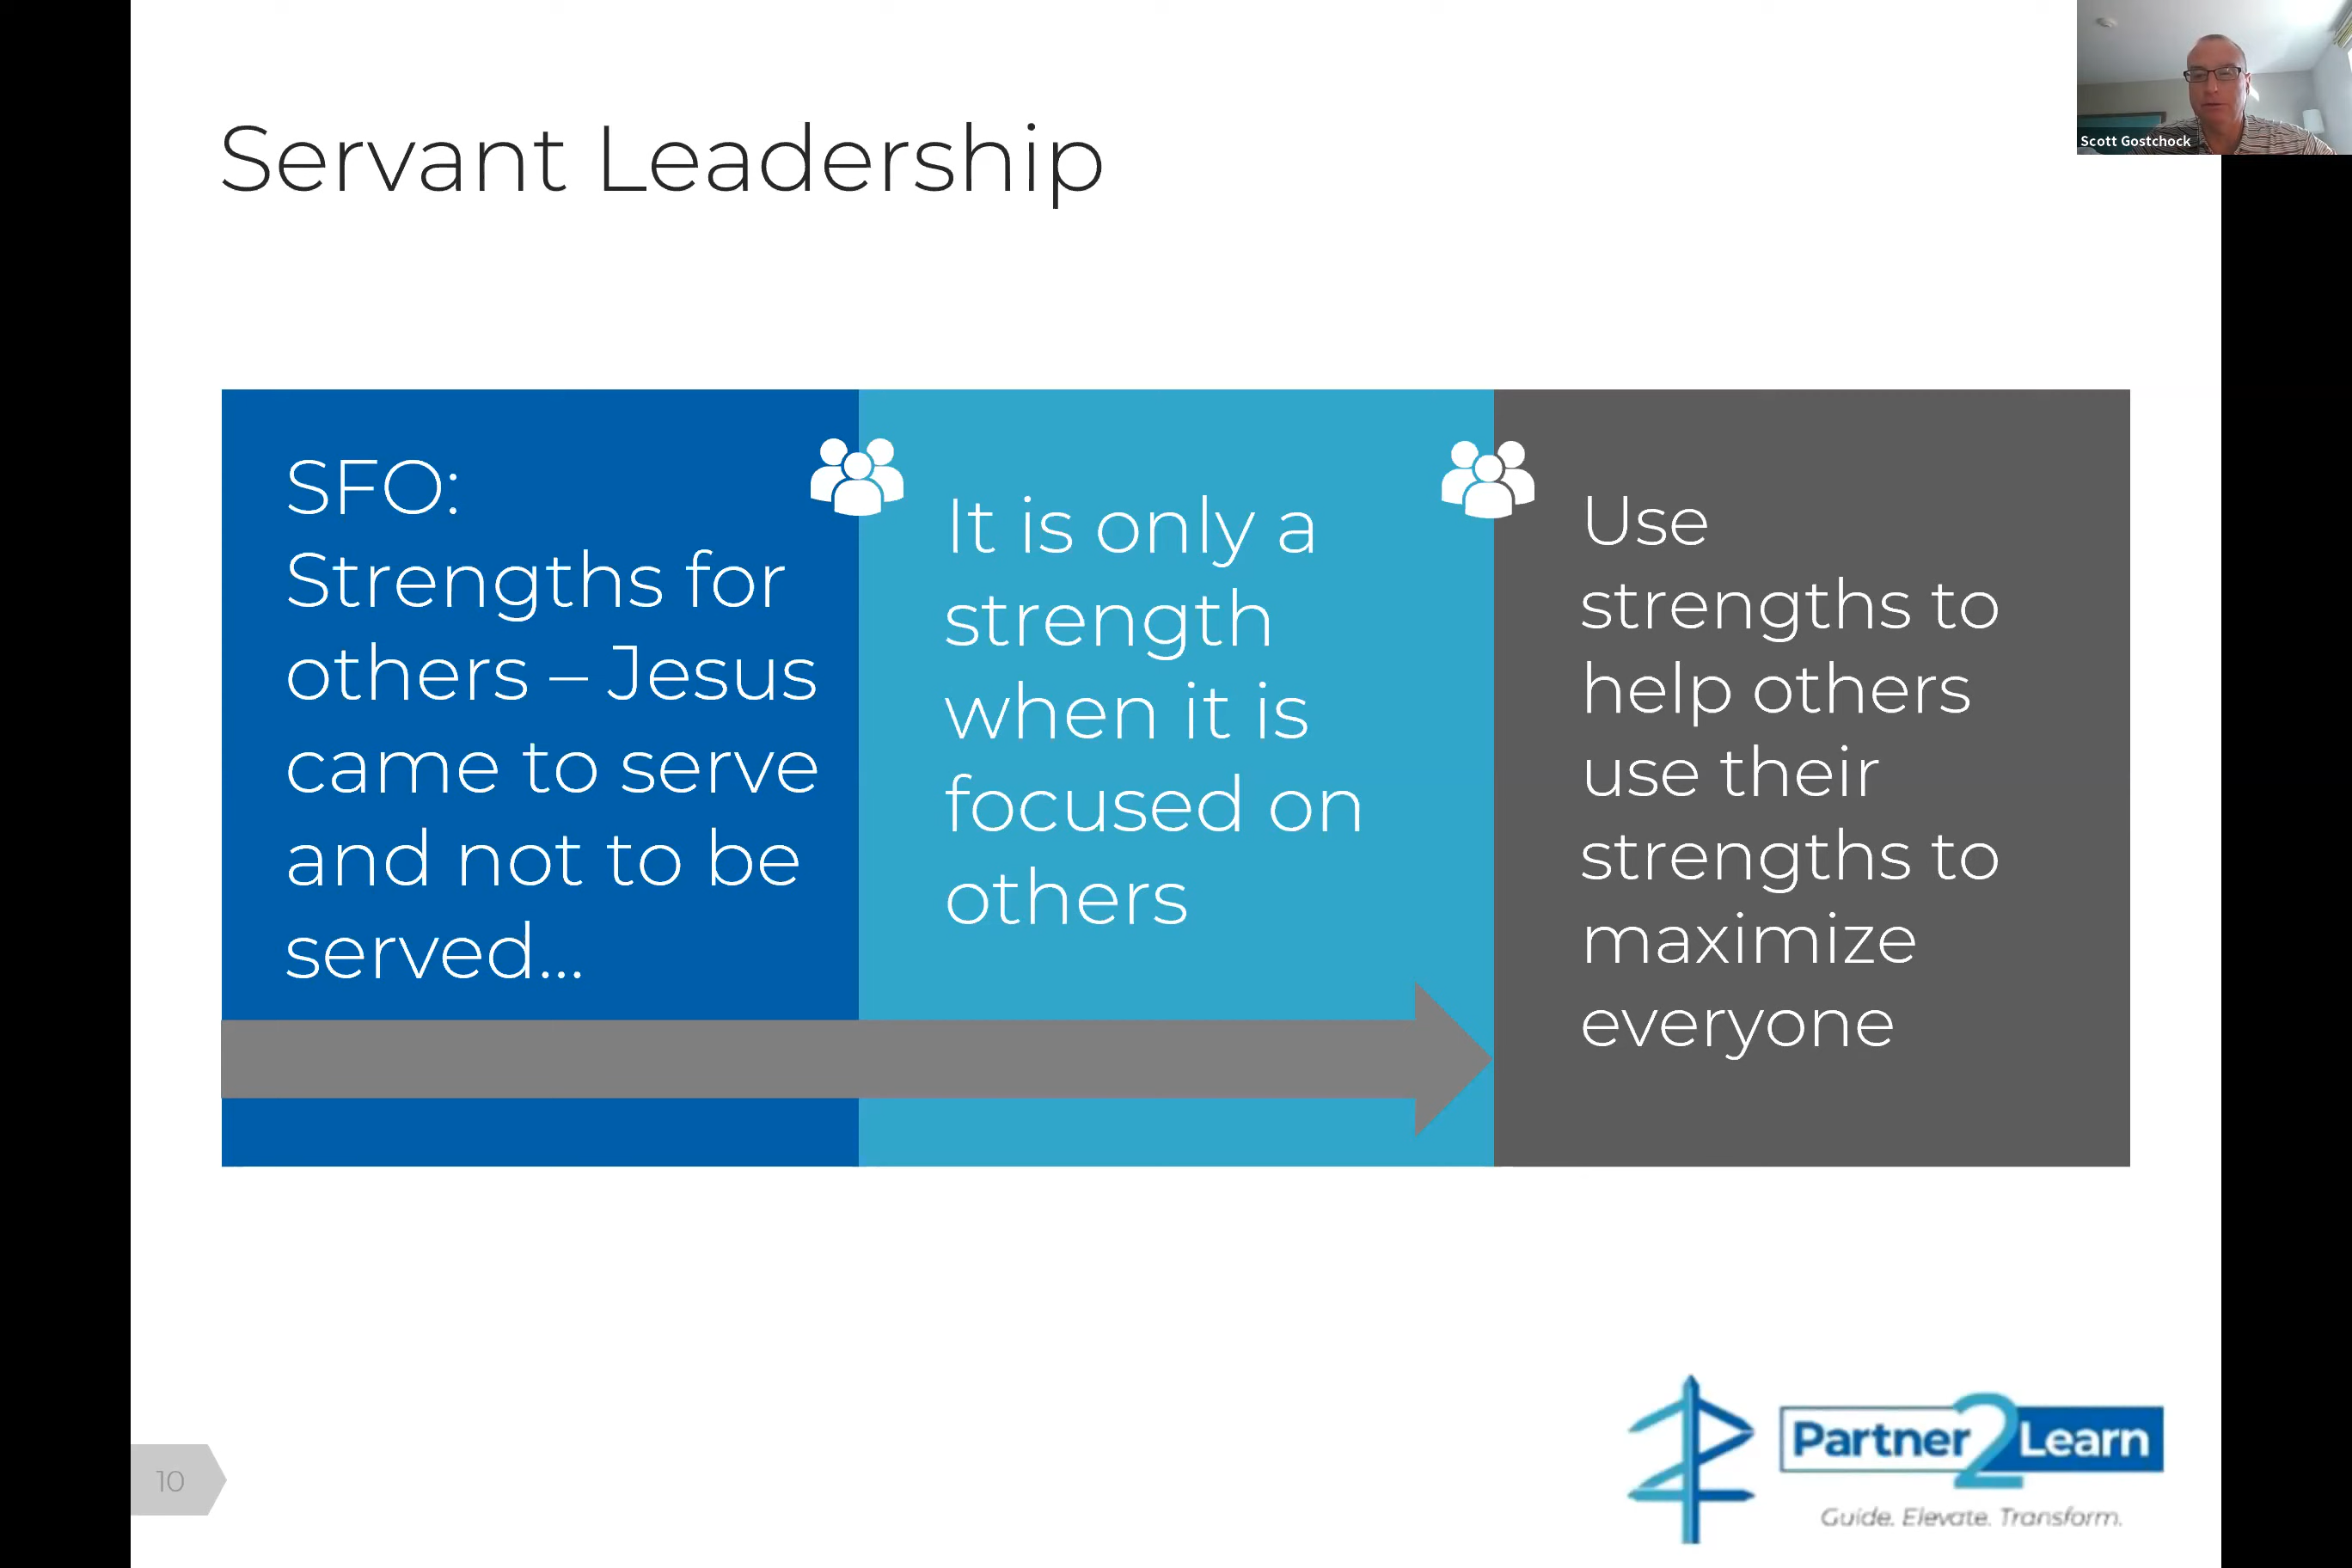 Servant Leadership
Scott Gostchock
SFO:
Strengths for
others – Jesus
came to serve
and not to be
served...
It is only a
strength
when it is
focused on
others
Use
strengths to
help others
use their
strengths to
maximize
everyone
10
Partner2Learn
Guide. Elevate. Transform.